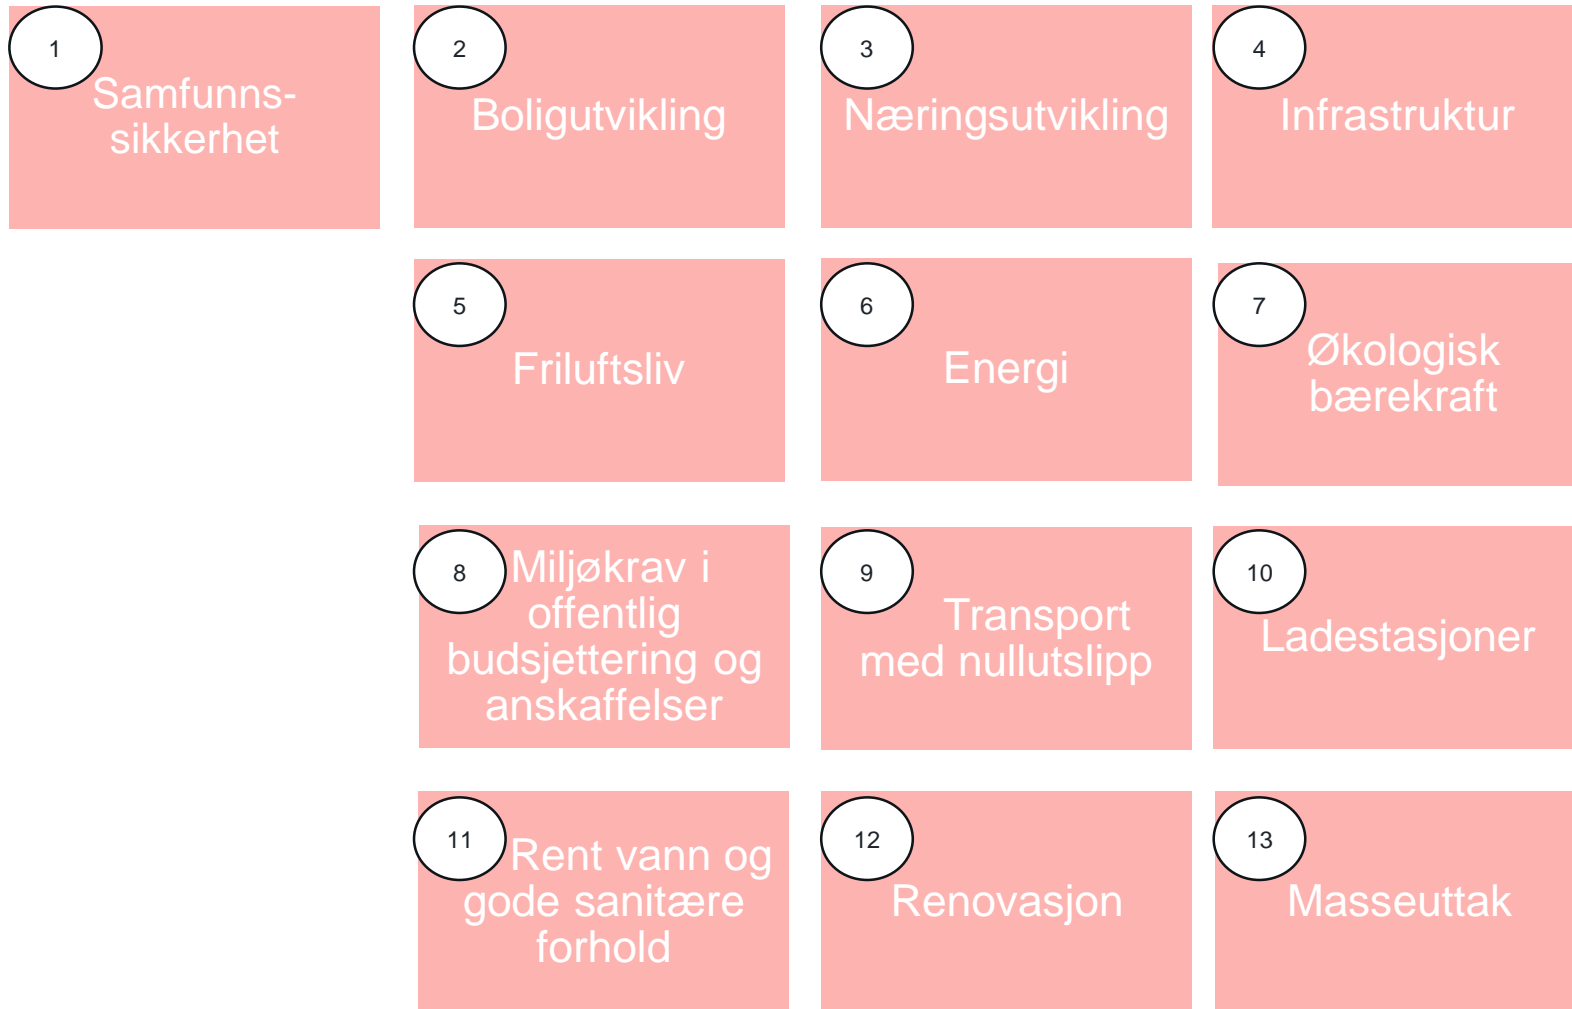 1
Samfunns-
sikkerhet
2
Boligutvikling
3
Næringsutvikling
4
Infrastruktur
5
Friluftsliv
6
Energi
7
Økologisk
bærekraft
8
Miljøkrav i
offentlig
budsjettering og
anskaffelser
9
Transport
med nullutslipp
10
Ladestasjoner
11
Rent vann og
gode sanitære
forhold
12
Renovasjon
13
Masseuttak